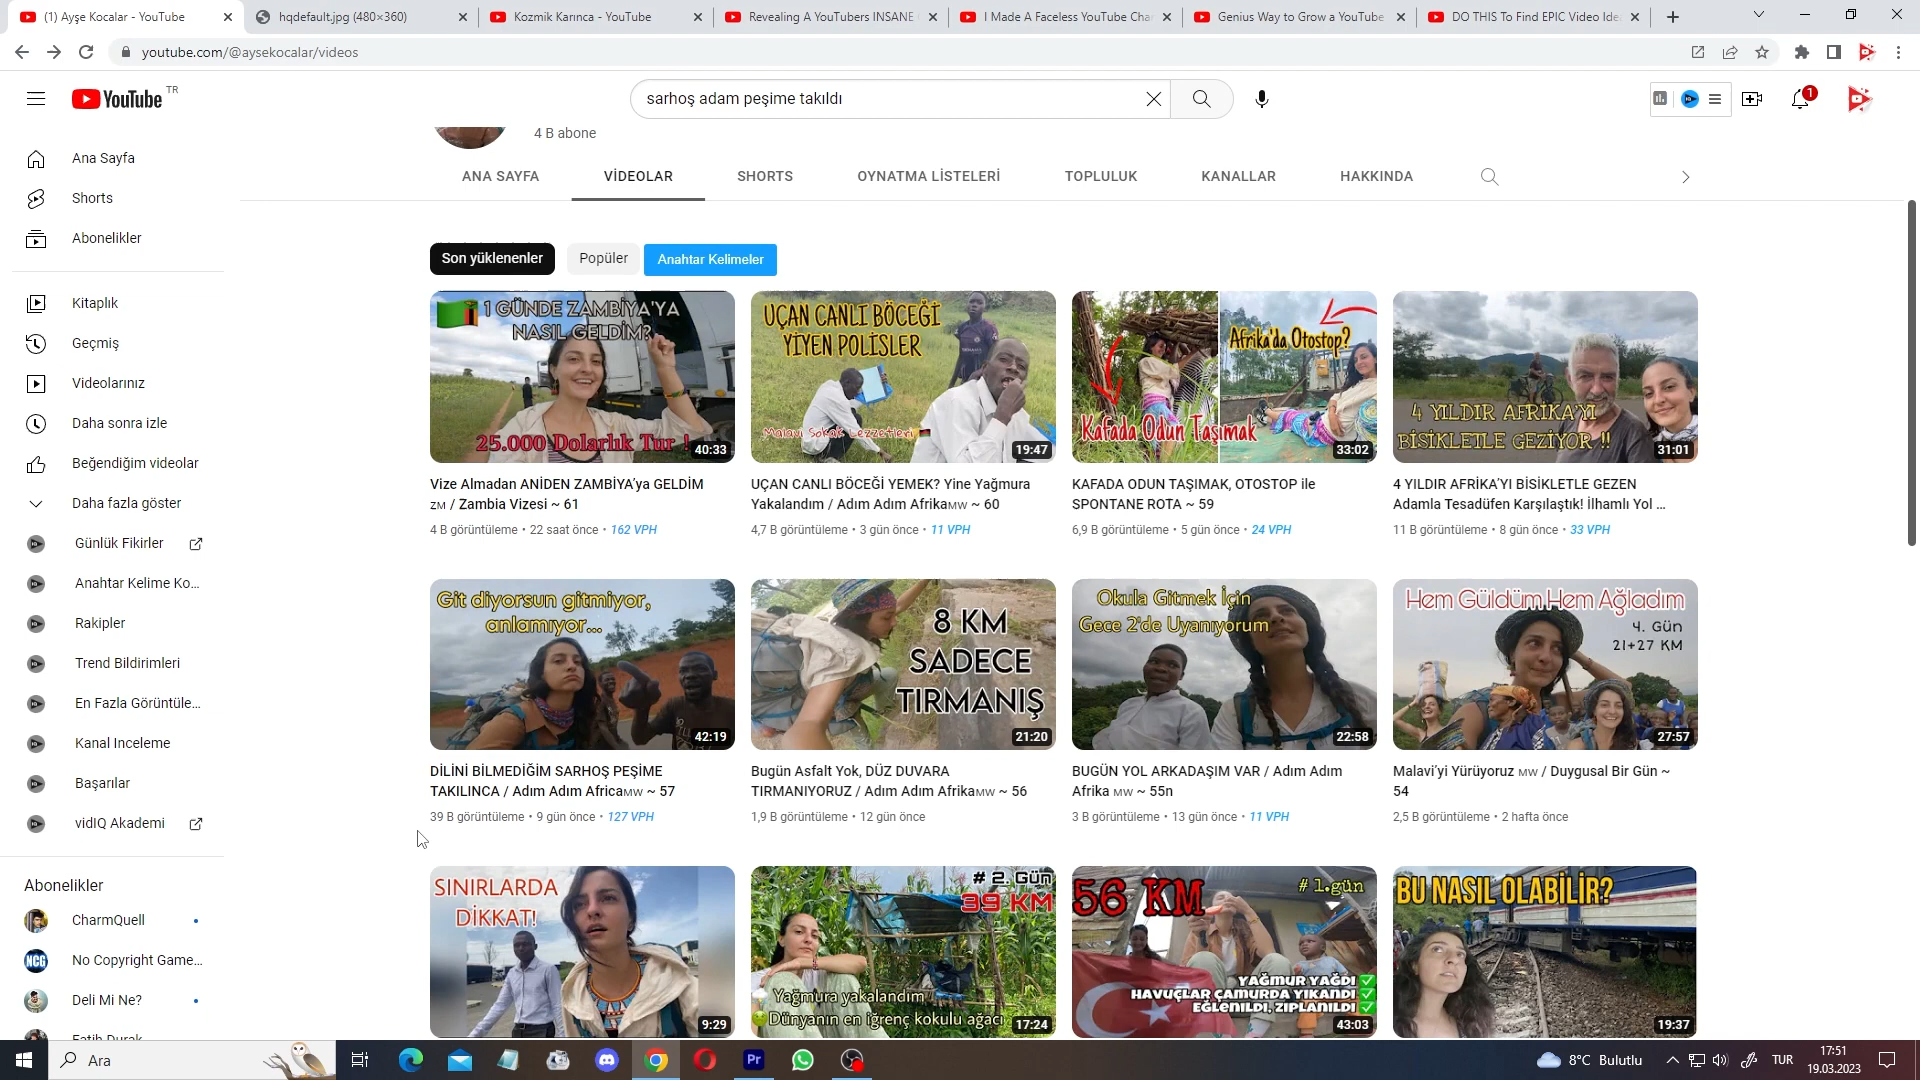 (1) Ayşe Kocalar - YouTube
hqdefault.jpg (480×360)
Kozmik Karınca - YouTube
Revealing A YouTubers INSANE
I Made A Faceless YouTube Cha
Genius Way to Grow a YouTube
DO THIS To Find EPIC Video Ide
youtube.com/@aysekocalar/videos
YouTube TR
sarhoş adam peşime takıldı
1
Ana Sayfa
Shorts
Abonelikler
Kitaplık
Geçmiş
Videolarınız
Daha sonra izle
Beğendiğim videolar
Daha fazla göster
Günlük Fikirler
Anahtar Kelime Ko...
Rakipler
Trend Bildirimleri
En Fazla Görüntüle...
Kanal Inceleme
Başarılar
vidIQ Akademi
Abonelikler
CharmQuell
NCG
No Copyright Game...
Deli Mi Ne?
Fatih Durak
4 B abone
ANA SAYFA
VİDEOLAR
SHORTS
OYNATMA LİSTELERİ
TOPLULUK
KANALLAR
HAKKINDA
Son yüklenenler
Popüler
Anahtar Kelimeler
1 GÜNDE ZAMBİYA'YA
NASIL GELDİM?
25.000 Dolarlık Tur !
40:33
Vize Almadan ANİDEN ZAMBİYA'ya GELDİM
ZM / Zambia Vizesi ~ 61
4 B görüntüleme • 22 saat önce • 162 VPH
UÇAN CANLI BÖCEĞİ
YİYEN POLİSLER
Malavi Sokak Lezzetleri
19:47
UÇAN CANLI BÖCEĞİ YEMEK? Yine Yağmura
Yakalandım / Adım Adım AfrikaMW ~ 60
4,7 B görüntüleme • 3 gün önce • 11 VPH
Afrika'da Otostop?
Kafada Odun Taşımak
33:02
KAFADA ODUN TAŞIMAK, OTOSTOP ile
SPONTANE ROTA ~ 59
6,9 B görüntüleme • 5 gün önce • 24 VPH
4 YILDIR AFRİKA'YI
BİSİKLETLE GEZİYOR !!
31:01
4 YILDIR AFRİKA'YI BİSİKLETLE GEZEN
Adamla Tesadüfen Karşılaştık! İlhamlı Yol ...
11 B görüntüleme • 8 gün önce • 33 VPH
Git diyorsun gitmiyor,
anlamıyor...
42:19
DİLİNİ BİLMEDİĞİM SARHOŞ PEŞİME
TAKILINCA / Adım Adım AfricaMW ~ 57
39 B görüntüleme • 9 gün önce • 127 VPH
8 KM
SADECE
TIRMANIŞ
21:20
Bugün Asfalt Yok, DÜZ DUVARA
TIRMANIYORUZ / Adım Adım AfrikaMW ~ 56
1,9 B görüntüleme • 12 gün önce
Okula Gitmek İçin
Gece 2'de Uyanıyorum
22:58
BUGÜN YOL ARKADAŞIM VAR / Adım Adım
Afrika MW ~ 55n
3 B görüntüleme • 13 gün önce • 11 VPH
Hem Güldüm Hem Ağladım
4. Gün
21+27 KM
27:57
Malavi'yi Yürüyoruz MW / Duygusal Bir Gün ~
54
2,5 B görüntüleme • 2 hafta önce
SINIRLARDA
DİKKAT!
9:29
# 2. Gün
39 KM
Yağmura yakalandım
Dünyanın en iğrenç kokulu ağacı
17:24
56 KM
# 1.gün
YAĞMUR YAĞDI
HAVUÇLAR ÇAMURDA YIKANDI
EĞLENİLDİ, ZIPLANILDI
43:03
BU NASIL OLABİLİR?
19:37
Ara
Pr
8°C Bulutlu
TUR
17:51
19.03.2023